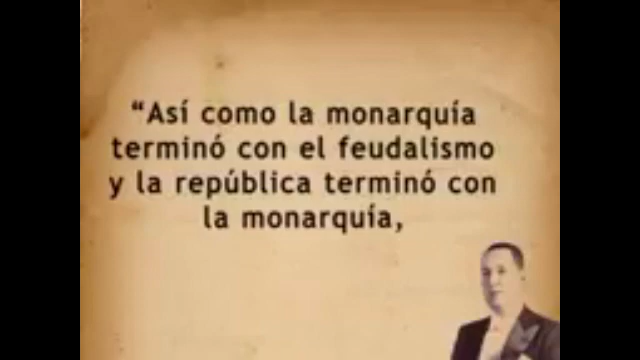 “Así como la monarquía
terminó con el feudalismo
y la república terminó con
la monarquía,